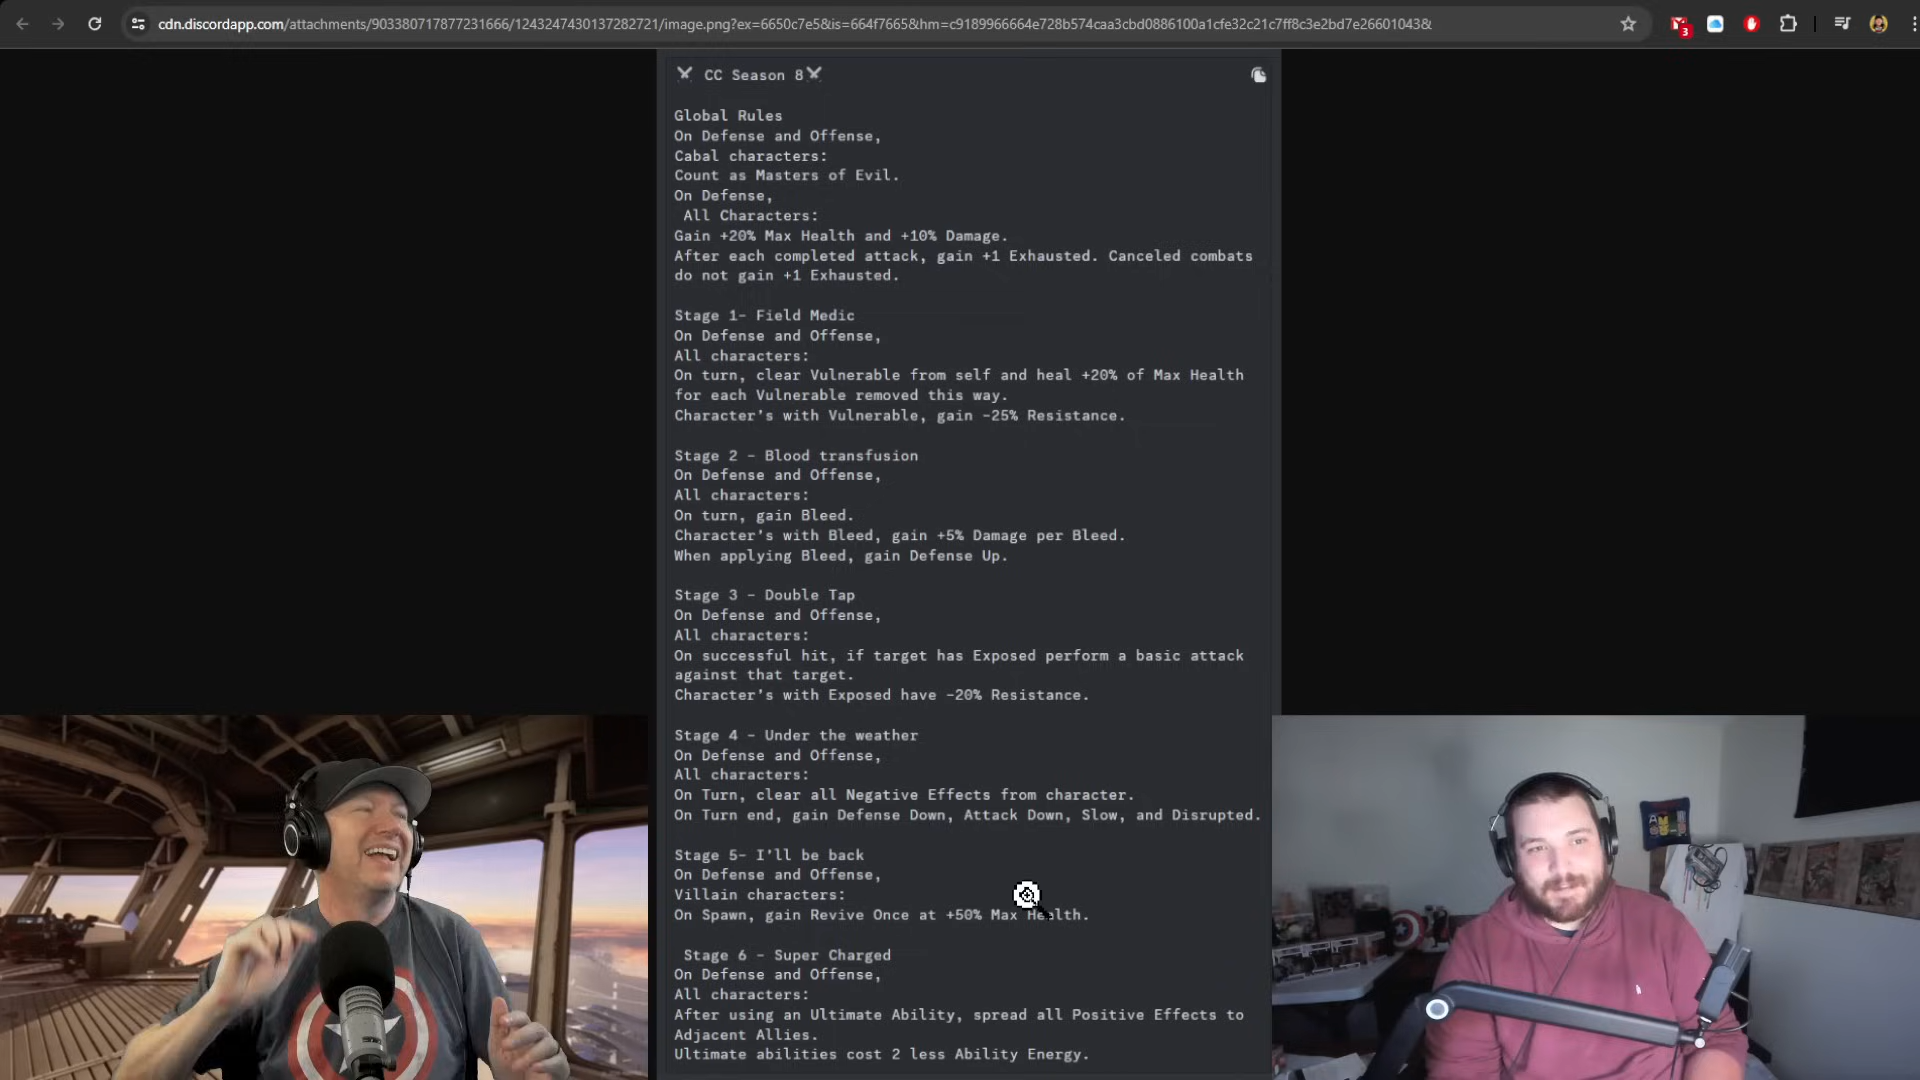 cdn.discordapp.com/attachments/903380717877231666/1243247430137282721/image.png?ex=6650c7e5&is=664f7665&hm=c9189966664e728b574caa3cbd0886100a1cfe32c21c7ff8c3e2bd7e26601043&
3
CC Season 8
Global Rules
On Defense and Offense,
Cabal characters:
Count as Masters of Evil.
On Defense,
All Characters:
Gain +20% Max Health and +10% Damage.
After each completed attack, gain +1 Exhausted. Canceled combats
do not gain +1 Exhausted.
Stage 1- Field Medic
On Defense and Offense,
All characters:
On turn, clear Vulnerable from self and heal +20% of Max Health
for each Vulnerable removed this way.
Character's with Vulnerable, gain -25% Resistance.
Stage 2 - Blood transfusion
On Defense and Offense,
All characters:
On turn, gain Bleed.
Character's with Bleed, gain +5% Damage per Bleed.
When applying Bleed, gain Defense Up.
Stage 3 - Double Tap
On Defense and Offense,
All characters:
On successful hit, if target has Exposed perform a basic attack
against that target.
Character's with Exposed have -20% Resistance.
Stage 4 - Under the weather
On Defense and Offense,
All characters:
On Turn, clear all Negative Effects from character.
On Turn end, gain Defense Down, Attack Down, Slow, and Disrupted.
Stage 5- I'll be back
On Defense and Offense,
Villain characters:
On Spawn, gain Revive Once at +50% Max Health.
Stage 6 - Super Charged
On Defense and Offense,
All characters:
After using an Ultimate Ability, spread all Positive Effects to
Adjacent Allies.
Ultimate abilities cost 2 less Ability Energy.